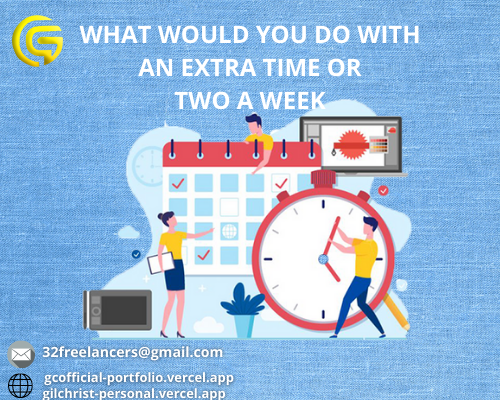 WHAT WOULD YOU DO WITH
AN EXTRA TIME OR
TWO A WEEK
32freelancers@gmail.com
gcofficial-portfolio.vercel.app
gilchrist-personal.vercel.app